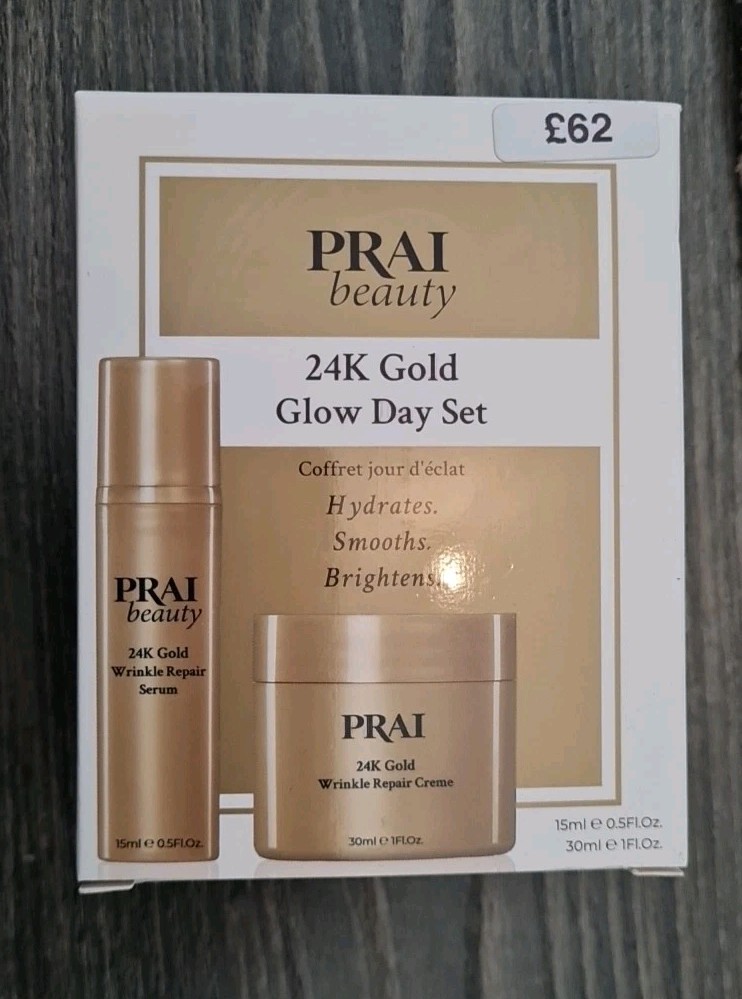 £62
PRAI
beauty
24K Gold
Glow Day Set
Coffret jour d'éclat
Hydrates.
Smooths.
Brightens.
PRAI
beauty
24K Gold
Wrinkle Repair
Serum
15ml e 0.5Fl.Oz.
PRAI
24K Gold
Wrinkle Repair Creme
30ml e 1Fl.Oz.
15ml e 0.5Fl.Oz.
30ml e 1Fl.Oz.